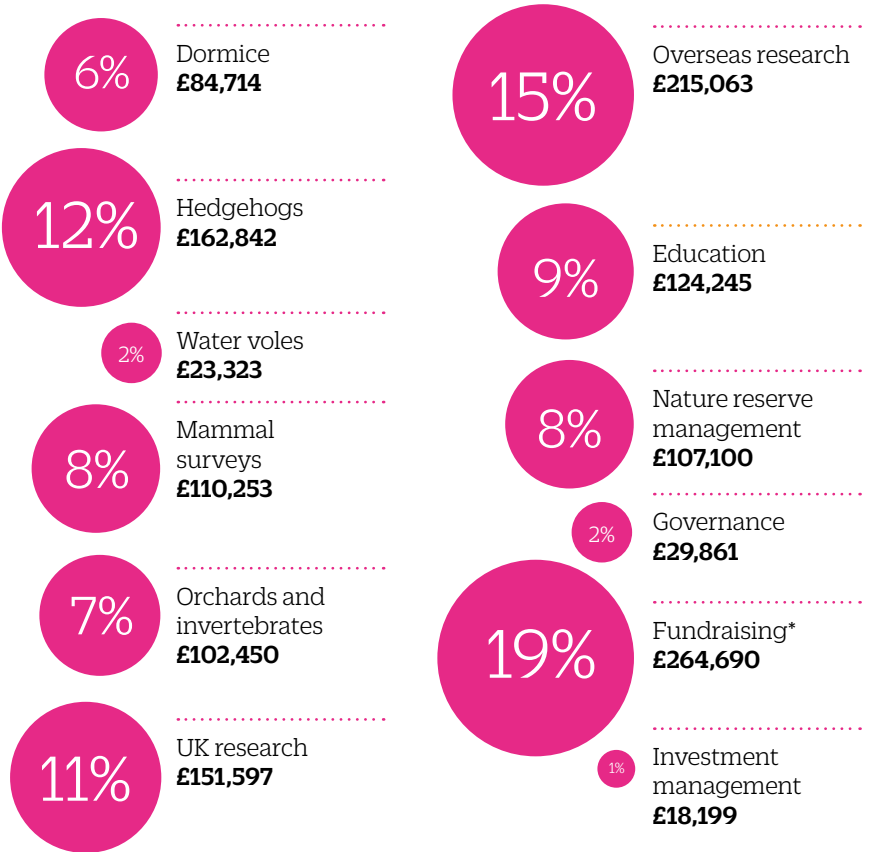 6%
Dormice
£84,714
12%
Hedgehogs
£162,842
2%
Water voles
£23,323
8%
Mammal
surveys
£110,253
7%
Orchards and
invertebrates
£102,450
11%
UK research
£151,597
15%
Overseas research
£215,063
9%
Education
£124,245
8%
Nature reserve
management
£107,100
2%
Governance
£29,861
19%
Fundraising*
£264,690
1%
Investment
management
£18,199